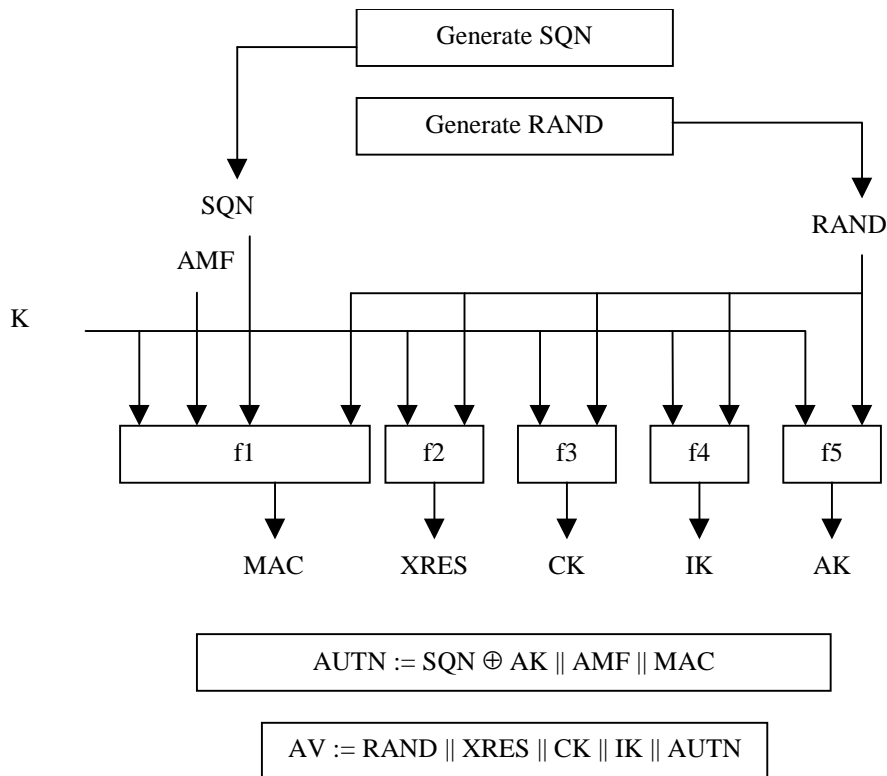 Generate SQN
Generate RAND
SQN
RAND
AMF
K
f1
f2
f3
f4
f5
MAC
XRES
CK
IK
AK
AUTN := SQN ⊕ AK || AMF || MAC
AV := RAND || XRES || CK || IK || AUTN